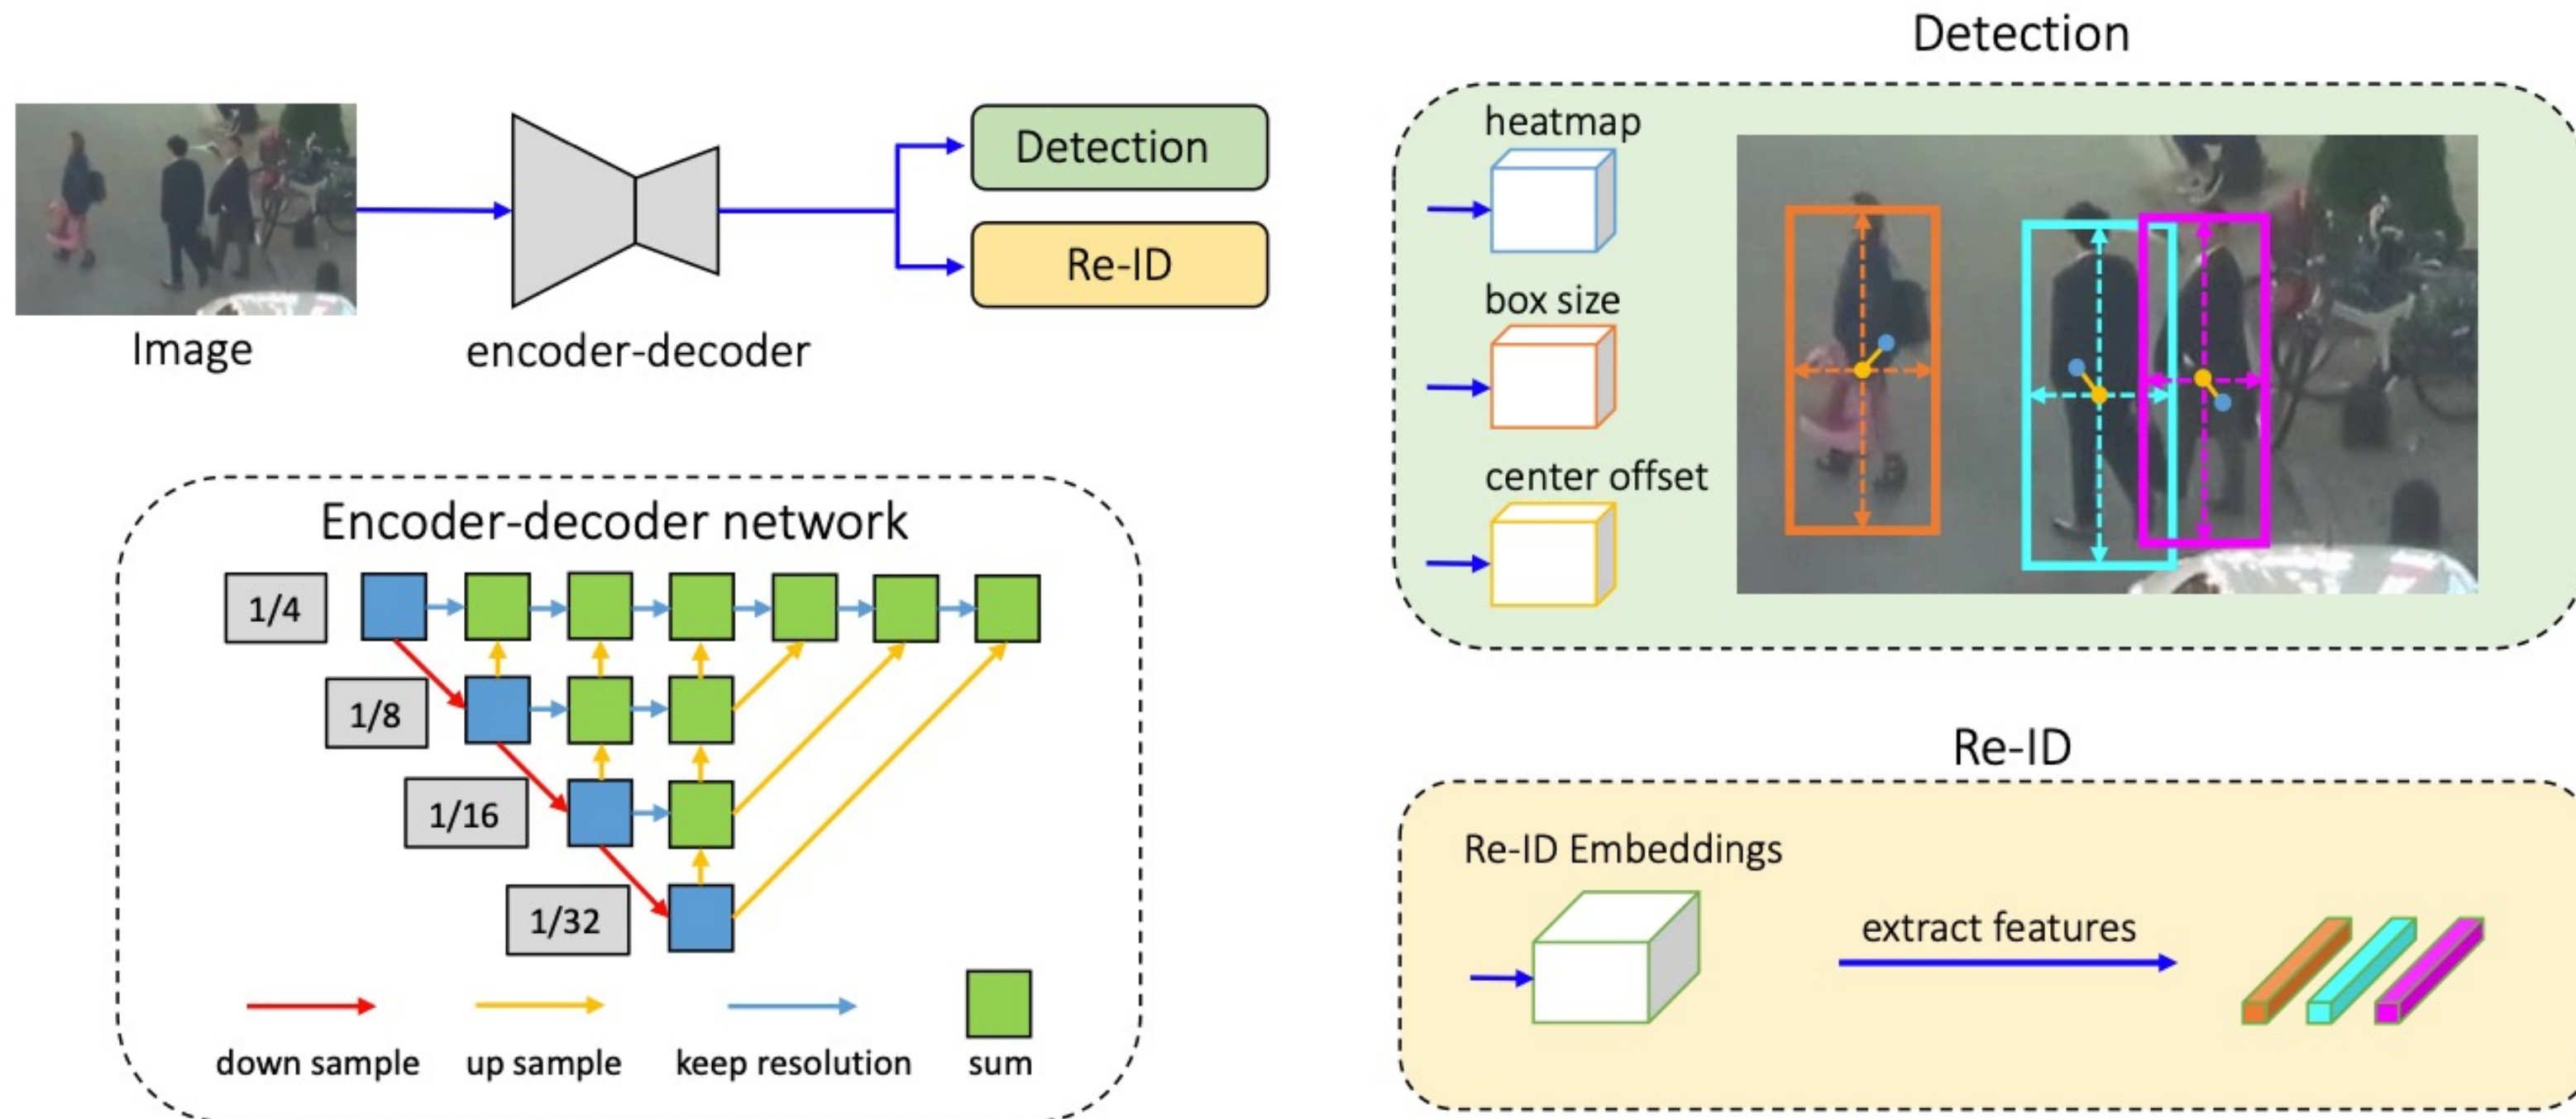 Image
encoder-decoder
Detection
Re-ID
Encoder-decoder network
1/4
1/8
1/16
1/32
down sample
up sample
keep resolution
sum
Detection
heatmap
box size
center offset
Re-ID
Re-ID Embeddings
extract features